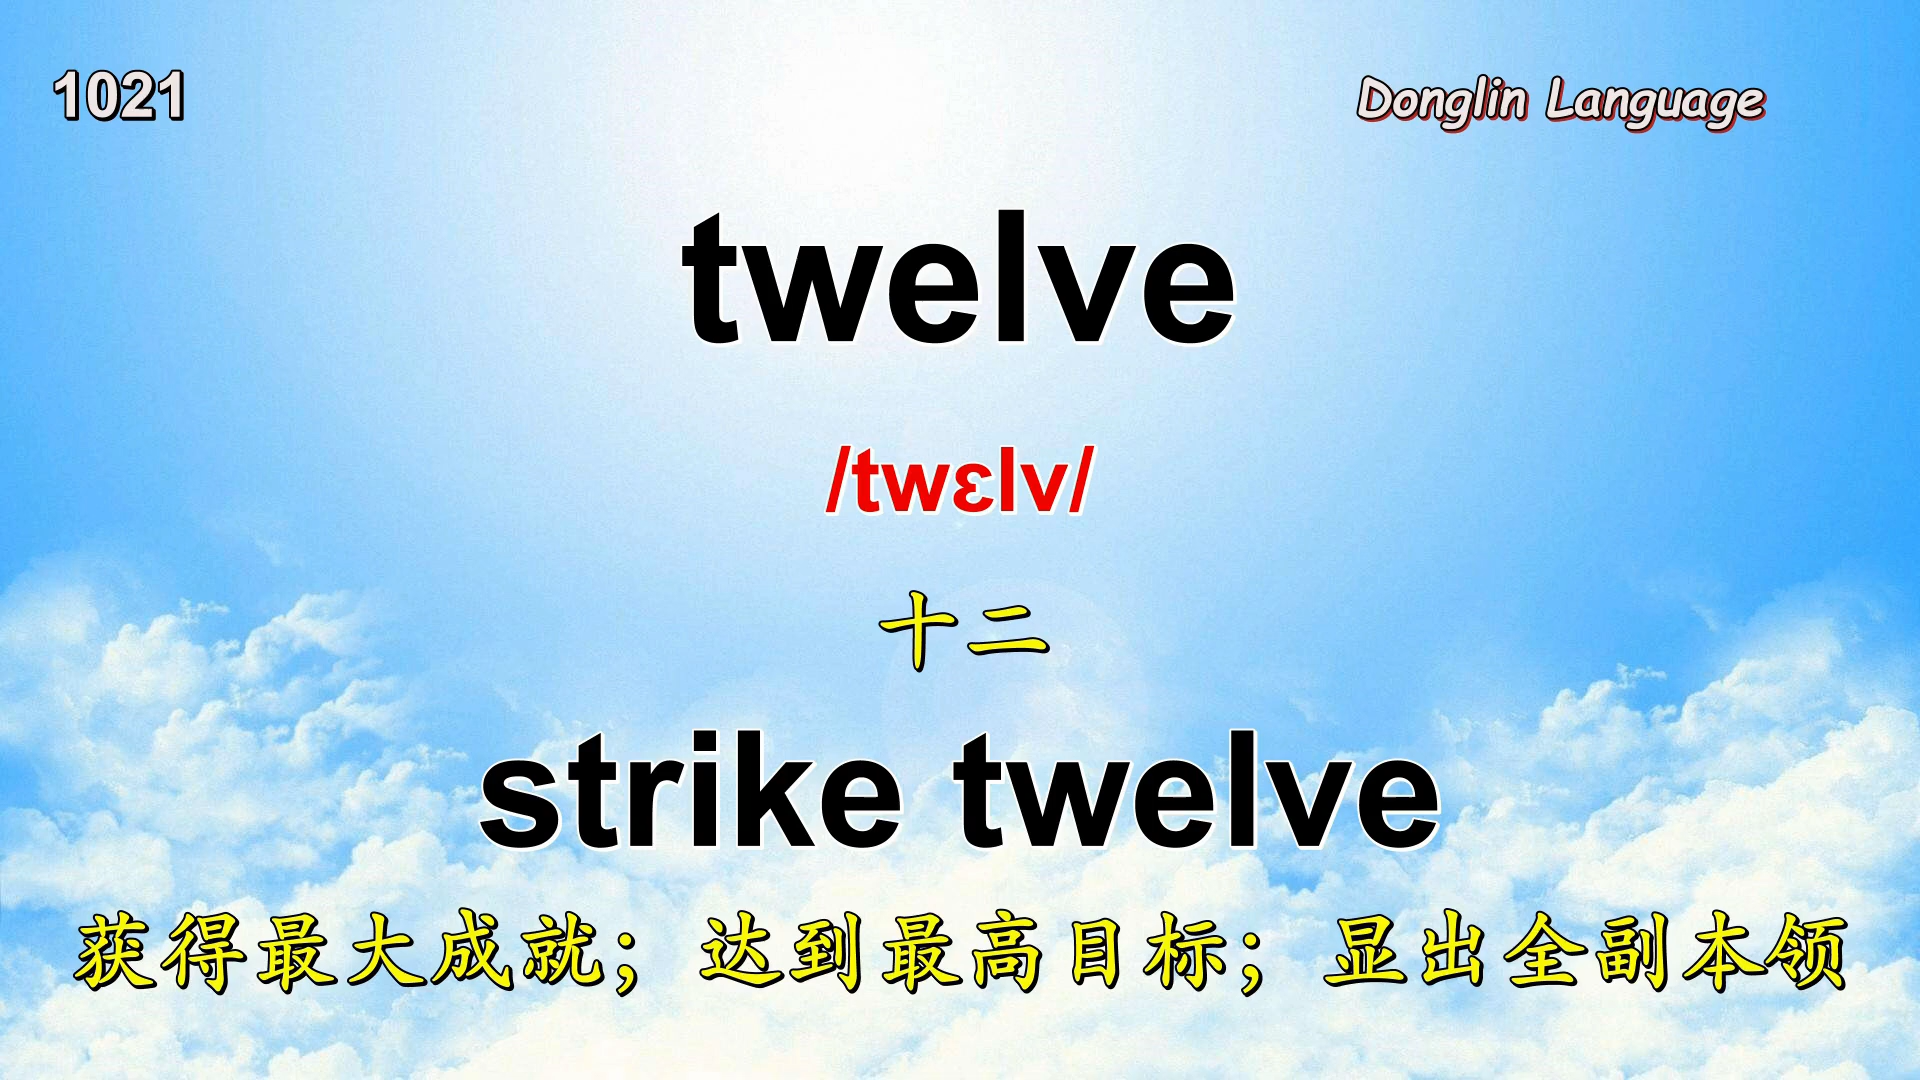 1021
Donglin Language
twelve
/twɛlv/
十二
strike twelve
获得最大成就；达到最高目标；显出全副本领